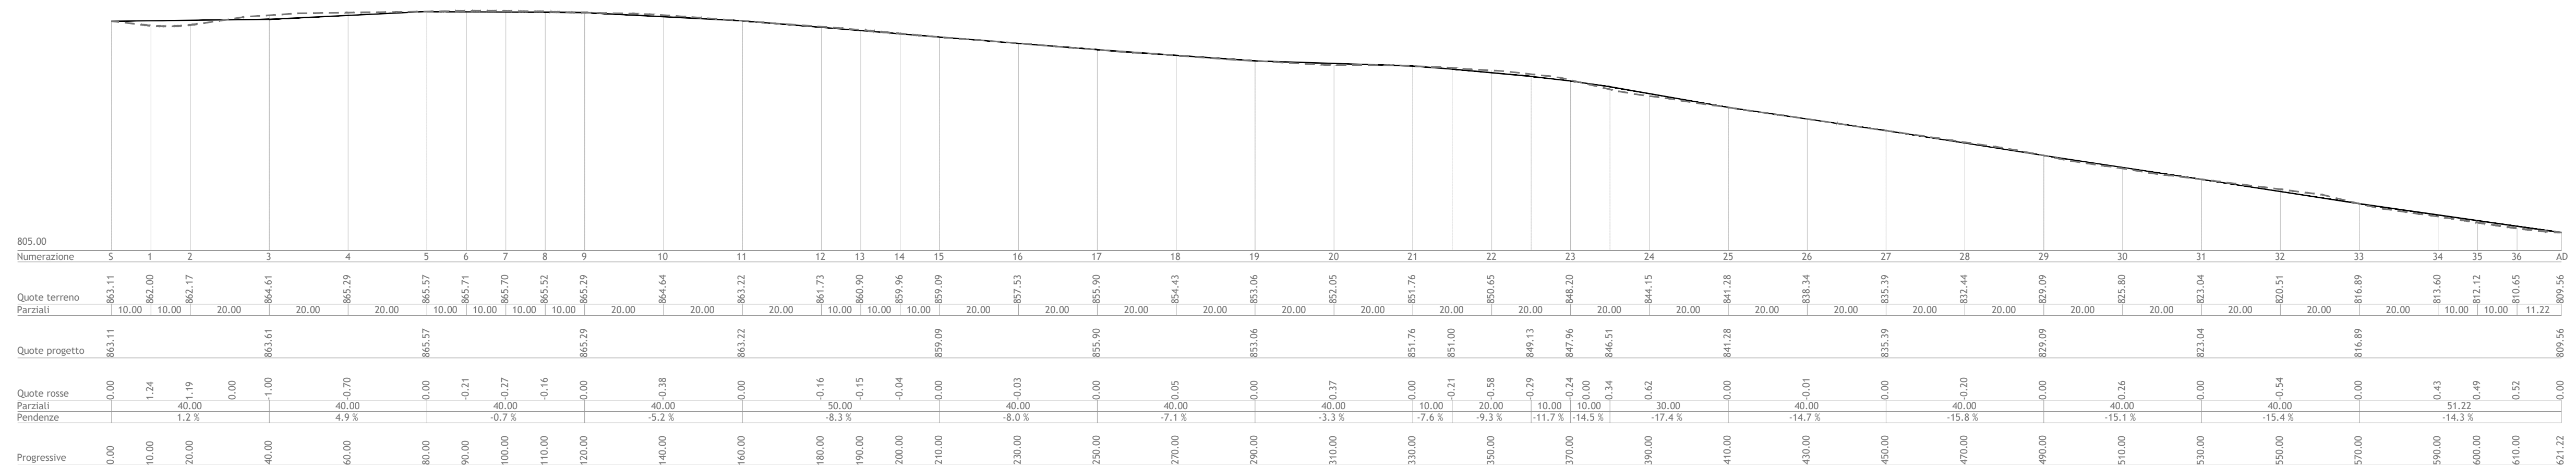 805.00
Numerazione S 1 2 3 4 5 6 7 8 9 10 11 12 13 14 15 16 17 18 19 20 21 22 23 24 25 26 27 28 29 30 31 32 33 34 35 36 AD
Quote terreno 863.11 862.00 862.17 864.61 865.29 865.57 865.71 865.70 865.52 865.29 864.64 863.22 861.73 860.90 859.96 859.09 857.53 855.90 854.43 853.06 852.05 851.76 850.65 848.20 844.15 841.28 838.34 835.39 832.44 829.09 825.80 823.04 820.51 816.89 813.60 812.12 810.65 809.56
Parziali 10.00 10.00 20.00 20.00 20.00 10.00 10.00 10.00 10.00 20.00 20.00 20.00 10.00 10.00 10.00 20.00 20.00 20.00 20.00 20.00 20.00 20.00 20.00 20.00 20.00 20.00 20.00 20.00 20.00 20.00 20.00 20.00 20.00 20.00 10.00 10.00 11.22
Quote progetto 863.11 863.61 865.57 865.29 863.22 859.09 855.90 853.06 851.76 851.00 849.13 847.96 846.51 841.28 835.39 829.09 823.04 816.89 809.56
Quote rosse 0.00 1.24 1.19 0.00 -1.00 -0.70 0.00 -0.21 -0.27 -0.16 0.00 -0.38 0.00 -0.16 -0.15 -0.04 0.00 -0.03 0.00 0.05 0.00 0.37 0.00 -0.21 -0.58 -0.29 -0.24 0.00 0.34 0.62 0.00 -0.01 0.00 -0.20 0.00 0.26 0.00 -0.54 0.00 0.43 0.49 0.52 0.00
Parziali 40.00 40.00 40.00 40.00 50.00 40.00 40.00 40.00 10.00 20.00 10.00 10.00 30.00 40.00 40.00 40.00 40.00 51.22
Pendenze 1.2 % 4.9 % -0.7 % -5.2 % -8.3 % -8.0 % -7.1 % -3.3 % -7.6 % -9.3 % -11.7 % -14.5 % -17.4 % -14.7 % -15.8 % -15.1 % -15.4 % -14.3 %
Progressive 0.00 10.00 20.00 40.00 60.00 80.00 90.00 100.00 110.00 120.00 140.00 160.00 180.00 190.00 200.00 210.00 230.00 250.00 270.00 290.00 310.00 330.00 350.00 370.00 390.00 410.00 430.00 450.00 470.00 490.00 510.00 530.00 550.00 570.00 590.00 600.00 610.00 621.22